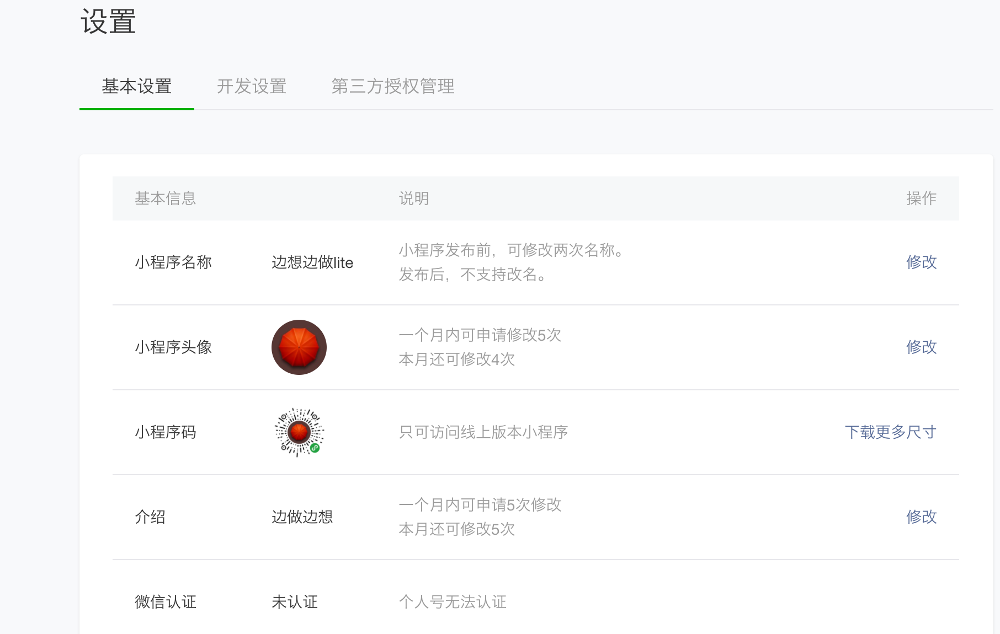 设置
基本设置 开发设置 第三方授权管理
基本信息 说明 操作
小程序名称 边想边做lite 小程序发布前，可修改两次名称。
发布后，不支持改名。 修改
小程序头像 一个月内可申请修改5次
本月还可修改4次 修改
小程序码 只可访问线上版本小程序 下载更多尺寸
介绍 边做边想 一个月内可申请5次修改
本月还可修改5次 修改
微信认证 未认证 个人号无法认证